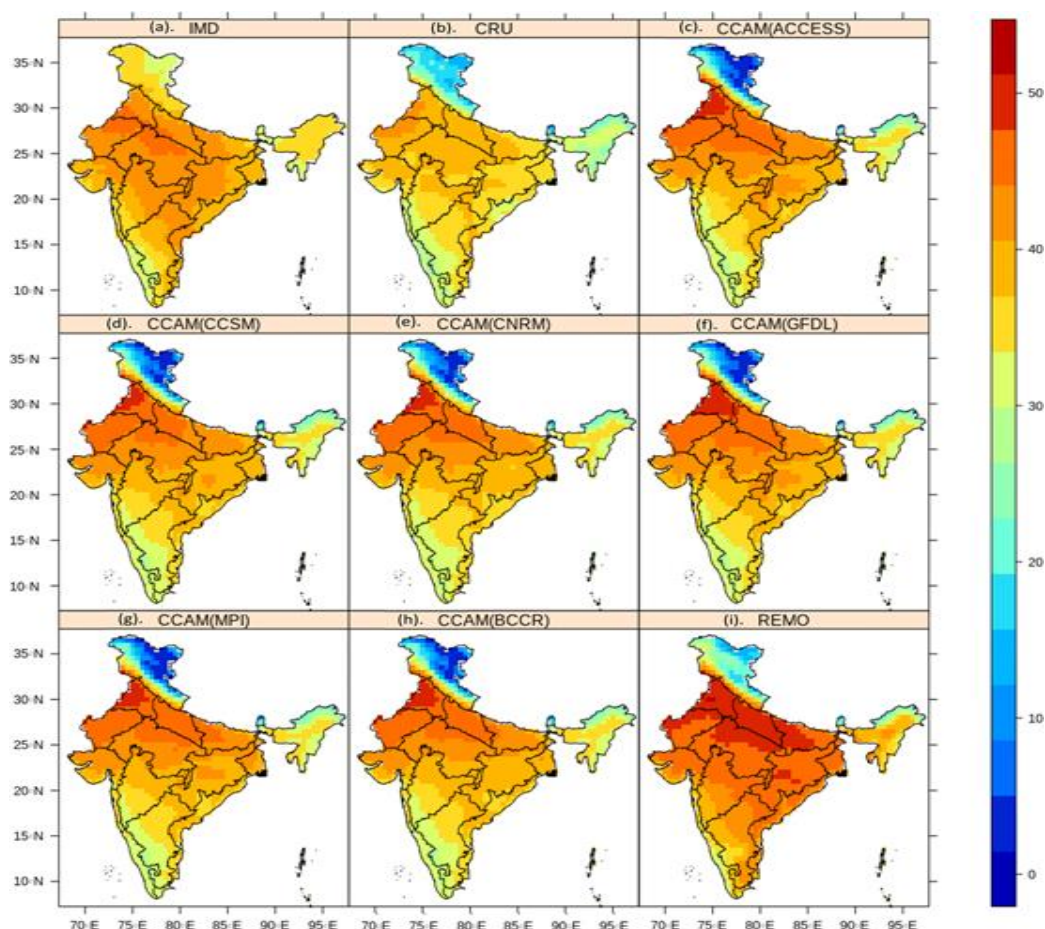 (a). IMD
(b). CRU
(c). CCAM(ACCESS)
50
35°N
30°N
25°N
20°N
15°N
10°N
40
(d). CCAM(CCSM)
(e). CCAM(CNRM)
(f). CCAM(GFDL)
35°N
30°N
25°N
20°N
15°N
10°N
30
20
(g). CCAM(MPI)
(h). CCAM(BCCR)
(i). REMO
35°N
30°N
25°N
20°N
15°N
10°N
10
0
70°E 75°E 80°E 85°E 90°E 95°E 70°E 75°E 80°E 85°E 90°E 95°E 70°E 75°E 80°E 85°E 90°E 95°E